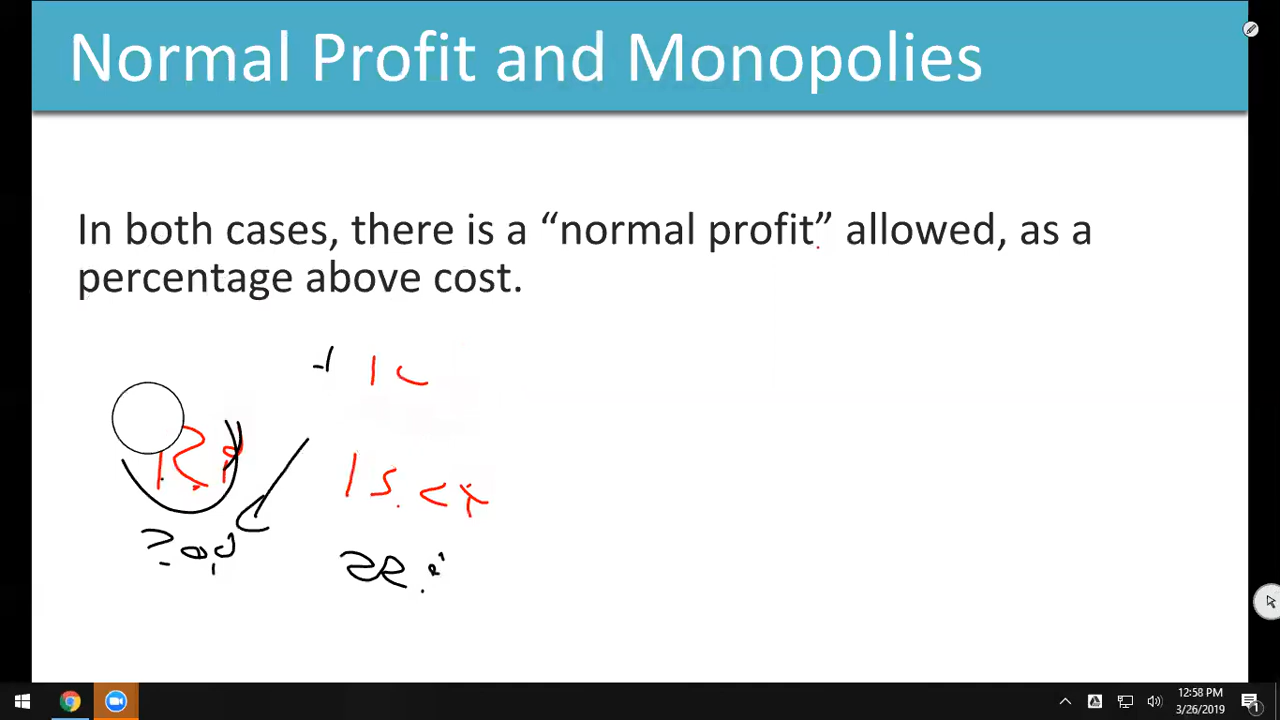 Normal Profit and Monopolies
In both cases, there is a “normal profit” allowed, as a
percentage above cost.
12:58 PM
3/26/2019